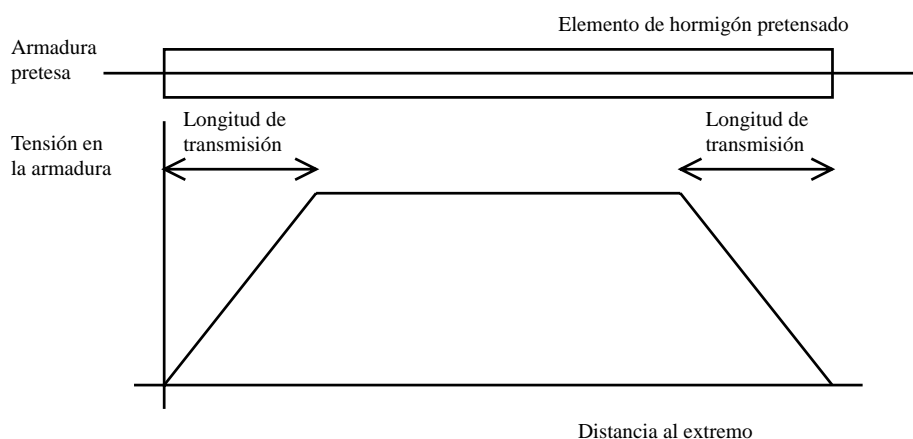 Elemento de hormigón pretensado
Armadura
pretesa
Longitud de
transmisión
Longitud de
transmisión
Tensión en
la armadura
Distancia al extremo